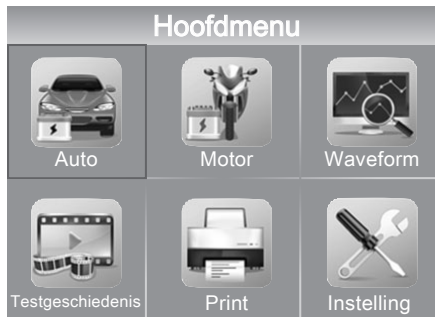 Hoofdmenu
Auto
Motor
Waveform
Testgeschiedenis
Print
Instelling